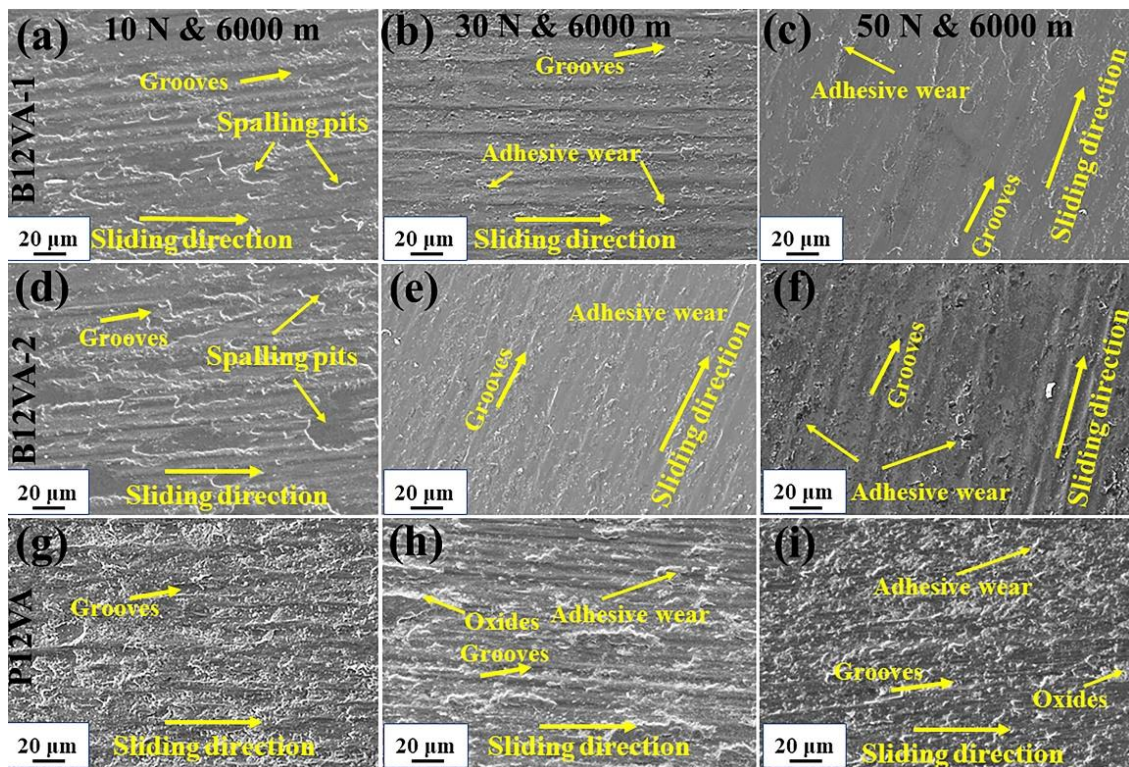 (a) 10 N & 6000 m
Grooves
Spalling pits
Sliding direction
20 μm
B12VA-1
(b) 30 N & 6000 m
Grooves
Adhesive wear
Sliding direction
20 μm
(c) 50 N & 6000 m
Adhesive wear
Sliding direction
Grooves
20 μm
(d)
Grooves
Spalling pits
Sliding direction
20 μm
B12VA-2
(e)
Adhesive wear
Grooves
Sliding direction
20 μm
(f)
Grooves
Sliding direction
Adhesive wear
20 μm
(g)
Grooves
Sliding direction
20 μm
P12VA
(h)
Adhesive wear
Oxides
Grooves
Sliding direction
20 μm
(i)
Adhesive wear
Grooves
Oxides
Sliding direction
20 μm